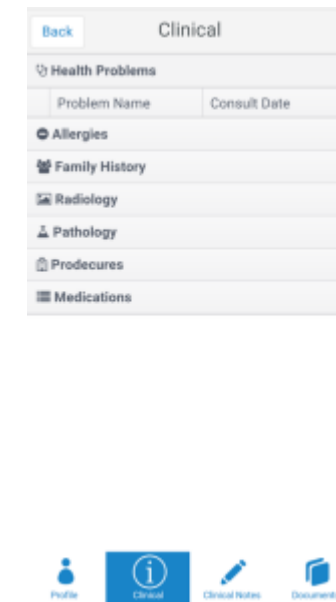 Back Clinical
Health Problems
Problem Name Consult Date
Allergies
Family History
Radiology
Pathology
Prodecures
Medications
Profile Clinical Clinical Notes Document